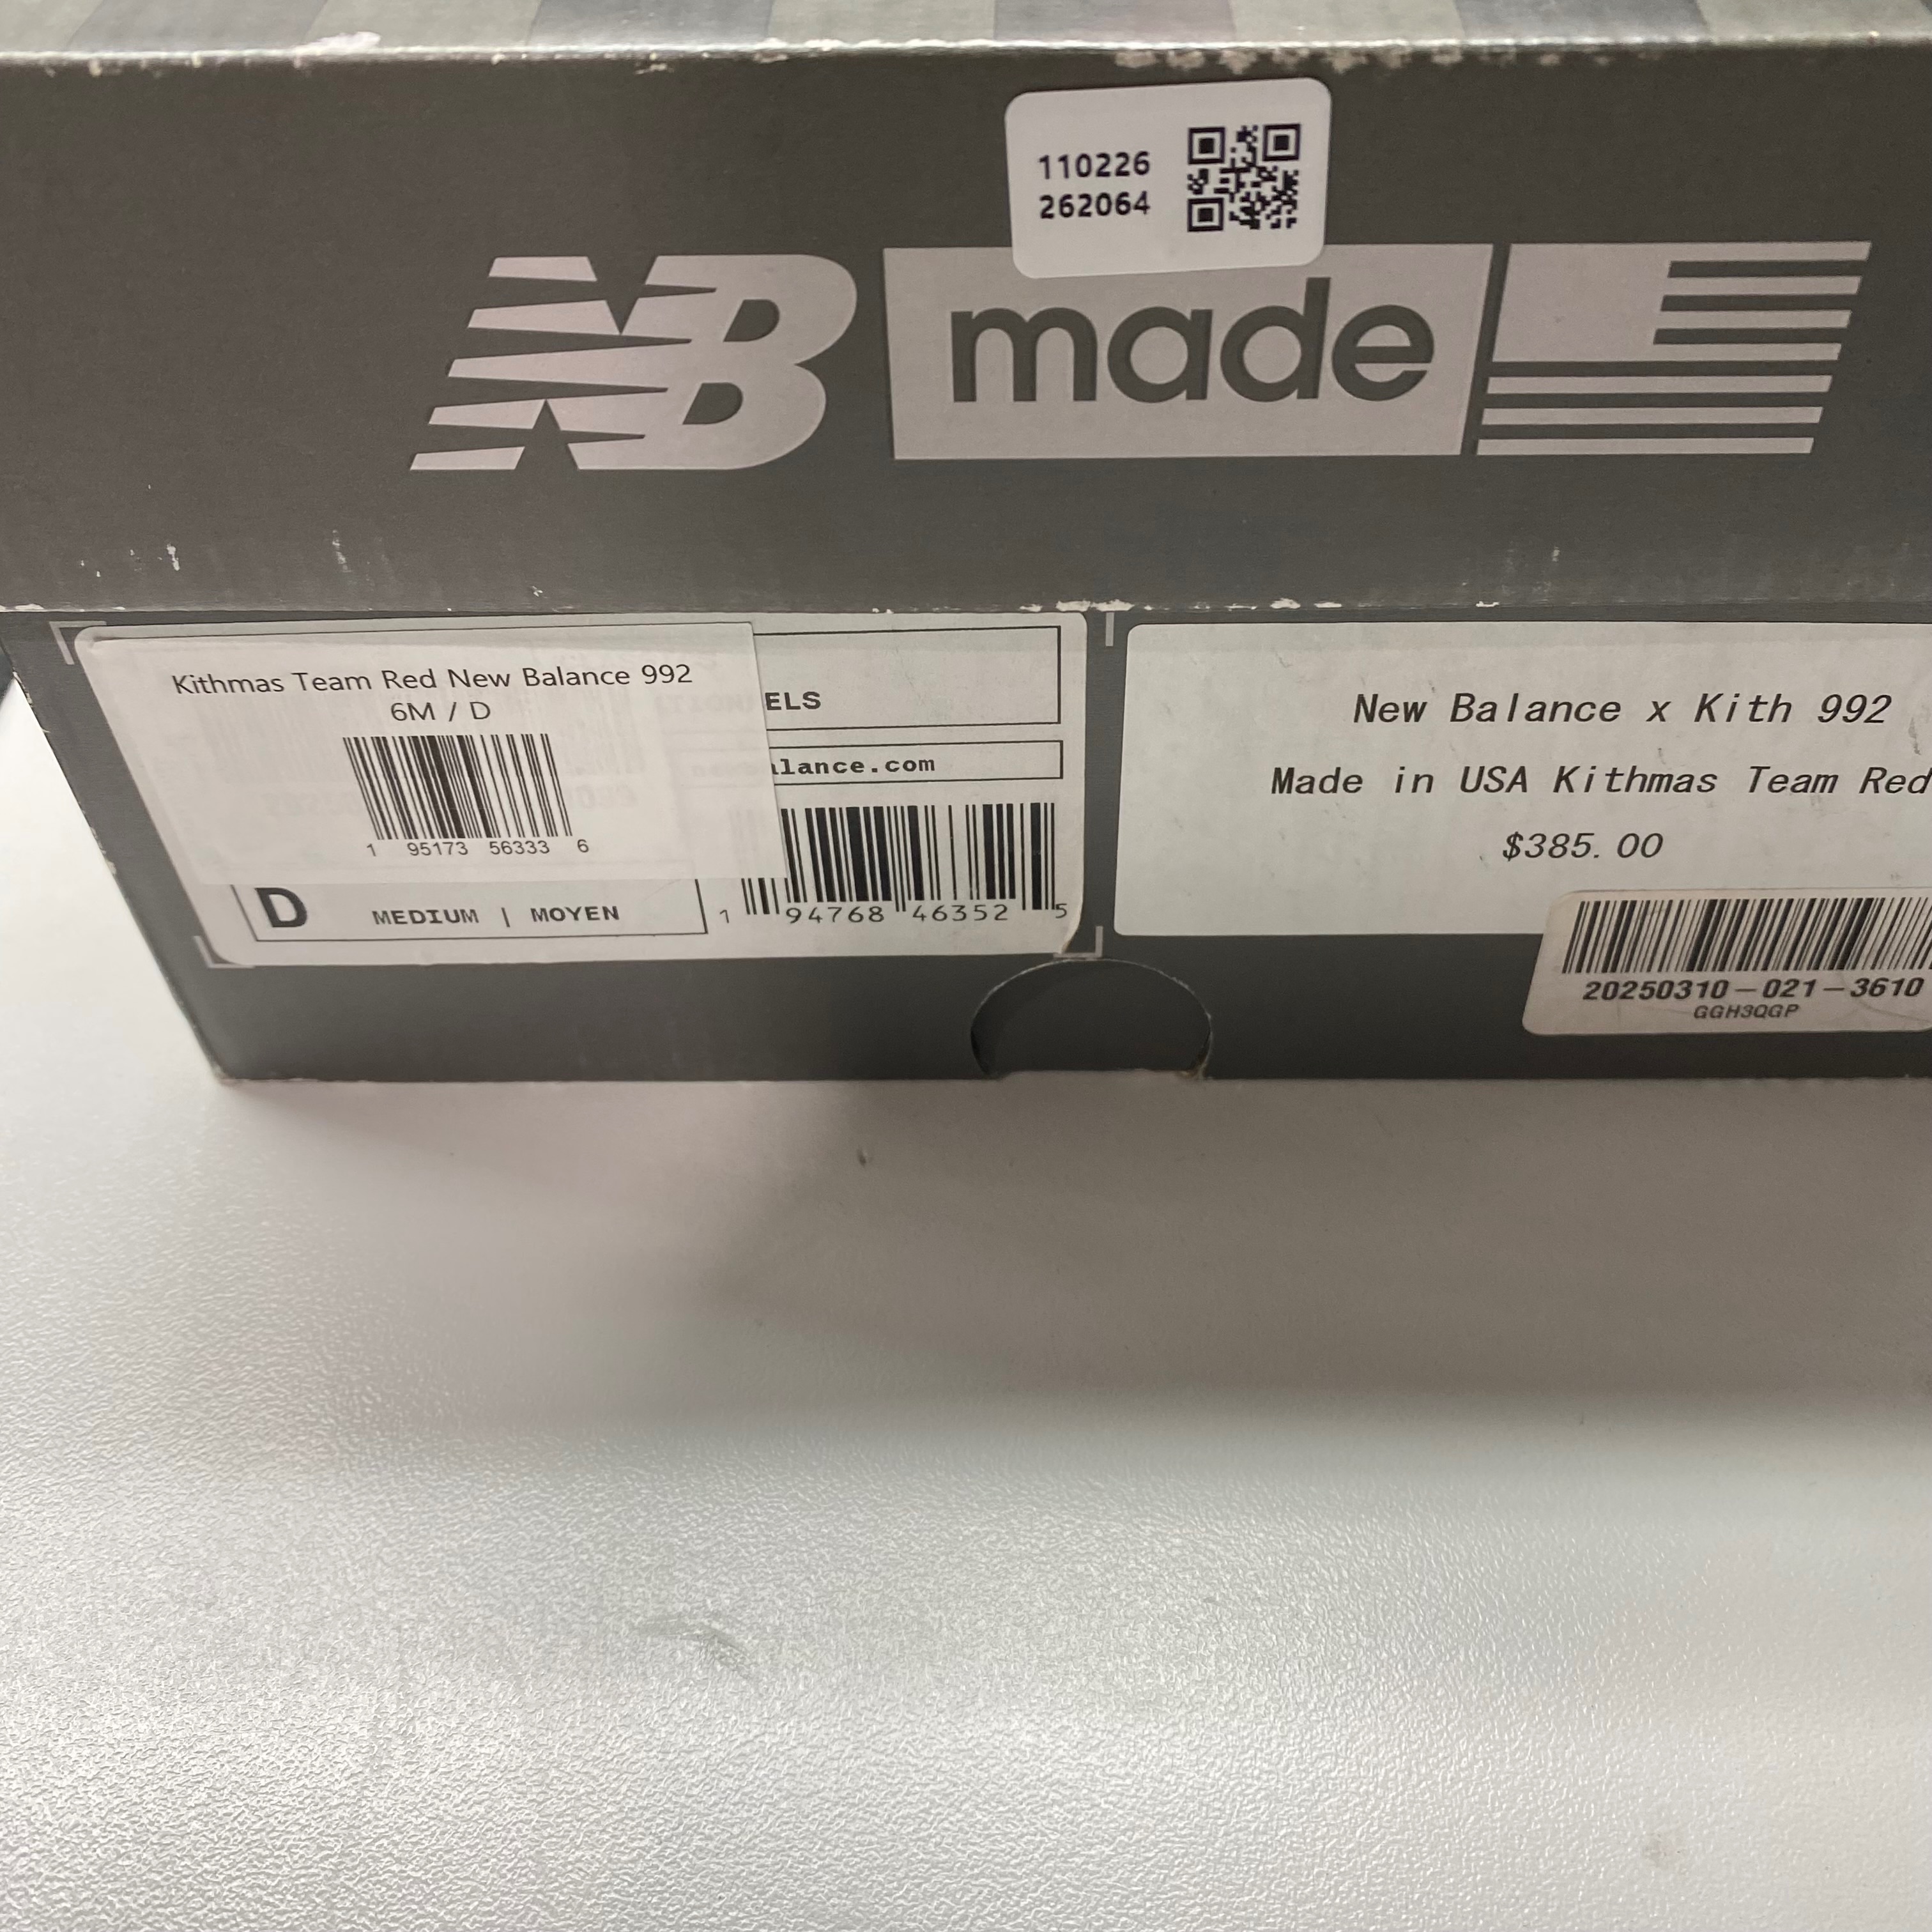 110226
262064
NB made
Kithmas Team Red New Balance 992
6M / D
1 95173 56333 6
ELS
lance.com
D MEDIUM | MOYEN
1 94768 46352 5
New Balance x Kith 992
Made in USA Kithmas Team Red
$385.00
20250310-021-3610
GGH3QGP